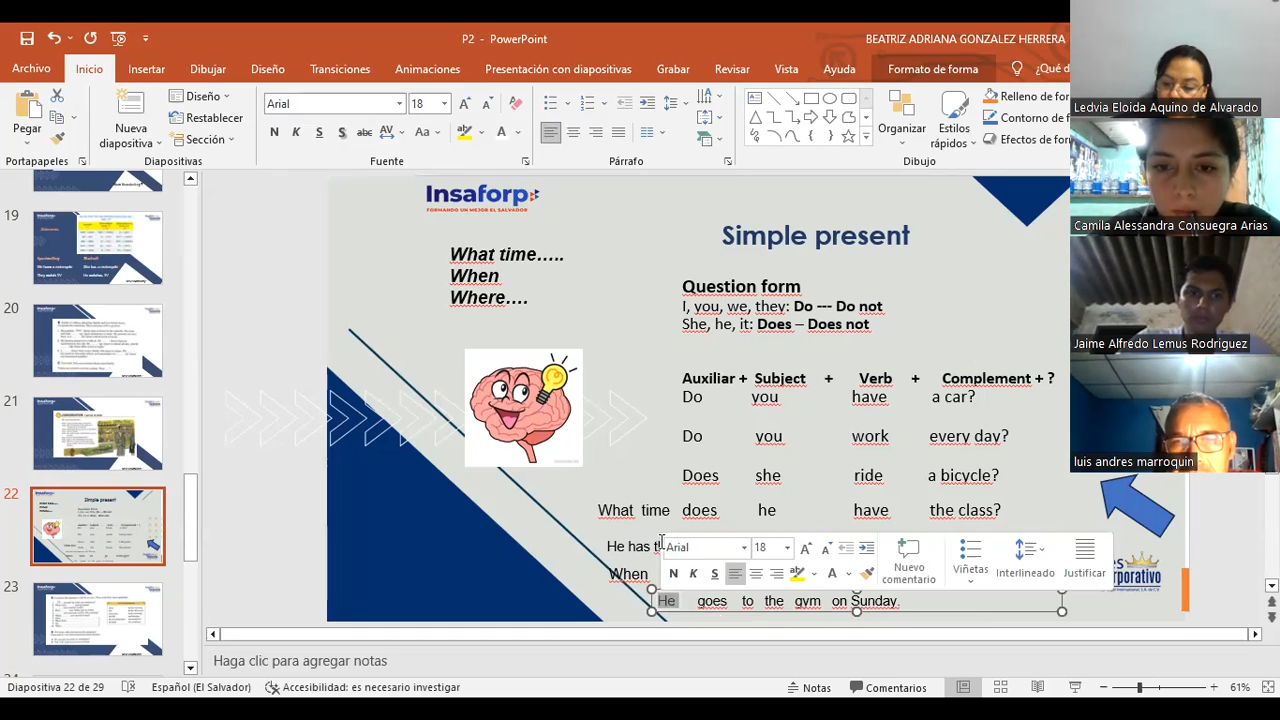 P2 - PowerPoint
BEATRIZ ADRIANA GONZALEZ HERRERA
Archivo Inicio Insertar Dibujar Diseño Transiciones Animaciones Presentación con diapositivas Grabar Revisar Vista Ayuda Formato de forma ¿Qué d
Pegar
Portapapeles
Nueva diapositiva
Diseño
Restablecer
Sección
Diapositivas
Arial 18
N K S S abc AV Aa A
Fuente
Párrafo
Organizar
Estilos rápidos
Relleno de for
Contorno de
Efectos de for
Dibujo
Ledvia Eloida Aquino de Alvarado
Camila Alessandra Consuegra Arias
Jaime Alfredo Lemus Rodriguez
luis andres marroquin
19
20
21
22
23
Insaforp
FORMANDO UN MEJOR EL SALVADOR
Simple present
What time…..
When
Where….
Question form
I, you, we, they: Do --- Do not
She, he, it: Does – Does not
Auxiliar + Subject + Verb + Complement + ?
Do you have a car?
Do you work every day?
Does she ride a bicycle?
What time does he have the class?
He has t
When
He goes to the gym on Sunday.
Arial 18
N K S A
Nuevo comentario
Viñetas
Interlineado
Justificar
Haga clic para agregar notas
Diapositiva 22 de 29
Español (El Salvador)
Accesibilidad: es necesario investigar
Notas
Comentarios
61%